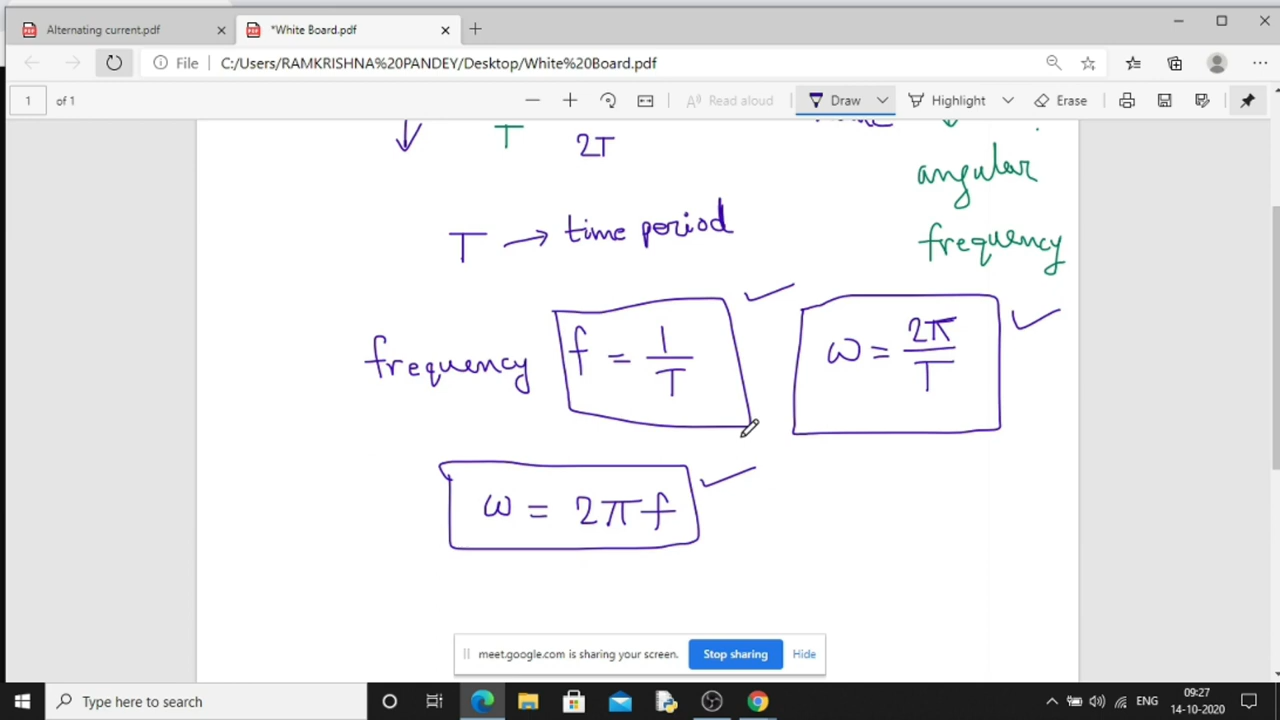 Alternating current.pdf
*White Board.pdf
File C:/Users/RAMKRISHNA%20PANDEY/Desktop/White%20Board.pdf
1 of 1 Read aloud Draw Highlight Erase
T 2T
angular
frequency
T → time period
frequency f = 1/T
ω = 2π/T
ω = 2πf
meet.google.com is sharing your screen. Stop sharing Hide
Type here to search
ENG 09:27
14-10-2020